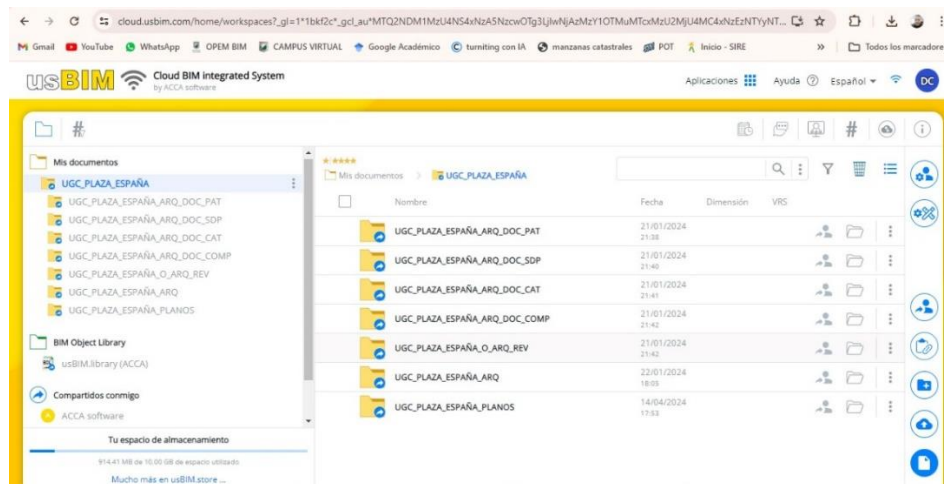 cloud.usbim.com/home/workspaces?_gl=1*1bkf2c*_gcl_au*
Gmail YouTube WhatsApp OPEM BIM CAMPUS VIRTUAL Google Académico turniting con IA manzanas catastrales POT Inicio - SIRE » Todos los marcadore
usBIM Cloud BIM integrated System
by ACCA software
Aplicaciones Ayuda Español DC
Mis documentos
UGC_PLAZA_ESPAÑA
UGC_PLAZA_ESPAÑA_ARQ_DOC_PAT
UGC_PLAZA_ESPAÑA_ARQ_DOC_SDP
UGC_PLAZA_ESPAÑA_ARQ_DOC_CAT
UGC_PLAZA_ESPAÑA_ARQ_DOC_COMP
UGC_PLAZA_ESPAÑA_O_ARQ_REV
UGC_PLAZA_ESPAÑA_ARQ
UGC_PLAZA_ESPAÑA_PLANOS
BIM Object Library
usBIM.library (ACCA)
Compartidos conmigo
ACCA software
Tu espacio de almacenamiento
914.41 MB de 10.00 GB de espacio utilizado
Mucho más en usBIM.store ...
Mis documentos > UGC_PLAZA_ESPAÑA
Nombre Fecha Dimensión VRS
UGC_PLAZA_ESPAÑA_ARQ_DOC_PAT 21/01/2024
21:38
UGC_PLAZA_ESPAÑA_ARQ_DOC_SDP 21/01/2024
21:40
UGC_PLAZA_ESPAÑA_ARQ_DOC_CAT 21/01/2024
21:41
UGC_PLAZA_ESPAÑA_ARQ_DOC_COMP 21/01/2024
21:42
UGC_PLAZA_ESPAÑA_O_ARQ_REV 21/01/2024
21:42
UGC_PLAZA_ESPAÑA_ARQ 22/01/2024
18:05
UGC_PLAZA_ESPAÑA_PLANOS 14/04/2024
17:53